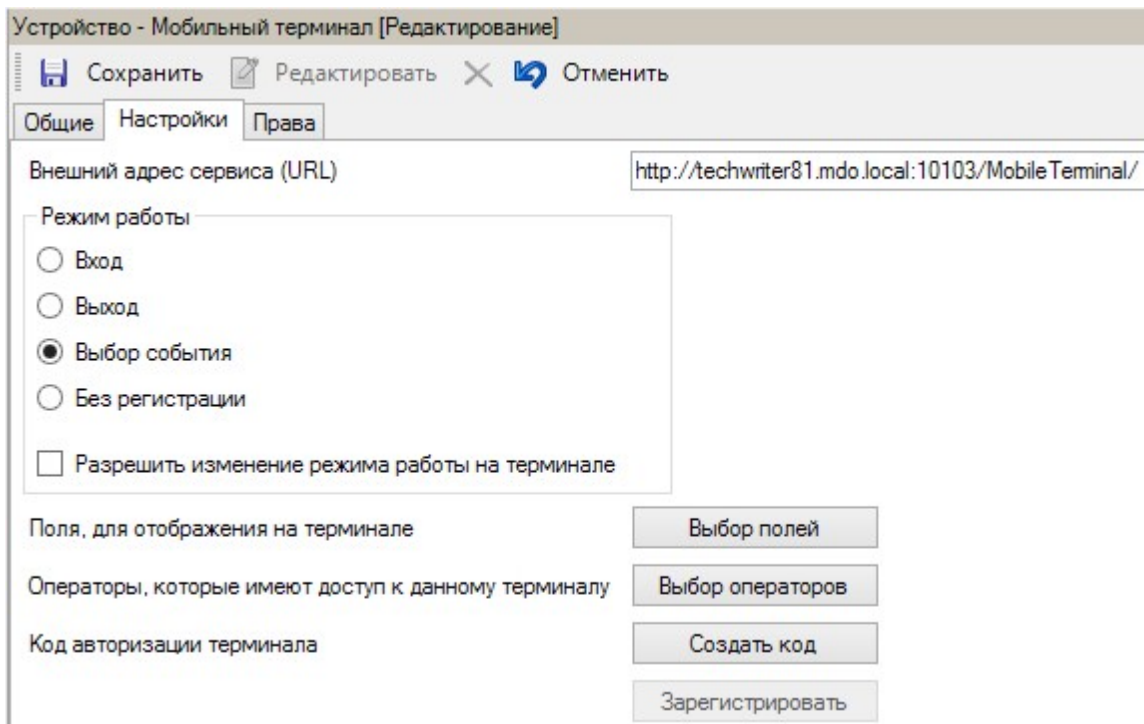 Устройство - Мобильный терминал [Редактирование]
Сохранить Редактировать Отменить
Общие Настройки Права
Внешний адрес сервиса (URL) http://techwriter81.mdo.local:10103/MobileTerminal/
Режим работы
Вход
Выход
Выбор события
Без регистрации
Разрешить изменение режима работы на терминале
Поля, для отображения на терминале Выбор полей
Операторы, которые имеют доступ к данному терминалу Выбор операторов
Код авторизации терминала Создать код
Зарегистрировать